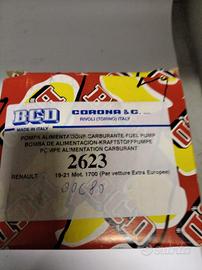 BCD
MADE IN ITALY
CORONA & C. s.n.c.
RIVOLI (TORINO) ITALY
POMPA ALIMENTAZIONE CARBURANTE-FUEL PUMP
BOMBA DE ALIMENTACION-KRAFTSTOFFPUMPE
POMPE ALIMENTATION CARBURANT
2623
RENAULT
19-21 Mot. 1700 (Per vetture Extra Europee)